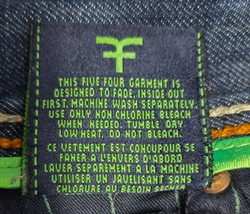 THIS FIVE FOUR GARMENT IS
DESIGNED TO FADE. INSIDE OUT
FIRST. MACHINE WASH SEPARATELY.
USE ONLY NON CHLORINE BLEACH
WHEN NEEDED. TUMBLE DRY
LOW HEAT. DO NOT BLEACH.
CE VETEMENT EST CONCUPOUR SE
FANER A L'ENVERS D'ABORD
LAVER SEPAREMENT A LA MACHINE
UTILISER UN JAVELISANT SANS
CHLORURE AU BESOIN SECHER